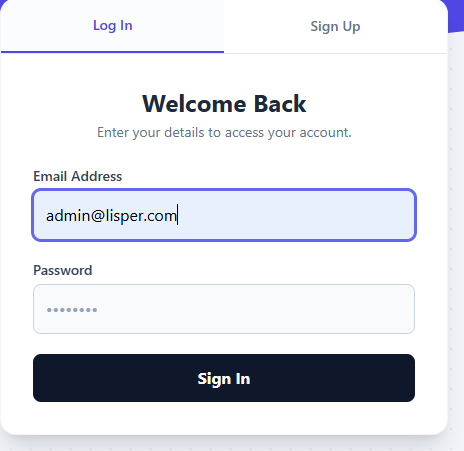 Log In
Sign Up
Welcome Back
Enter your details to access your account.
Email Address
admin@lisper.com
Password
••••••••
Sign In